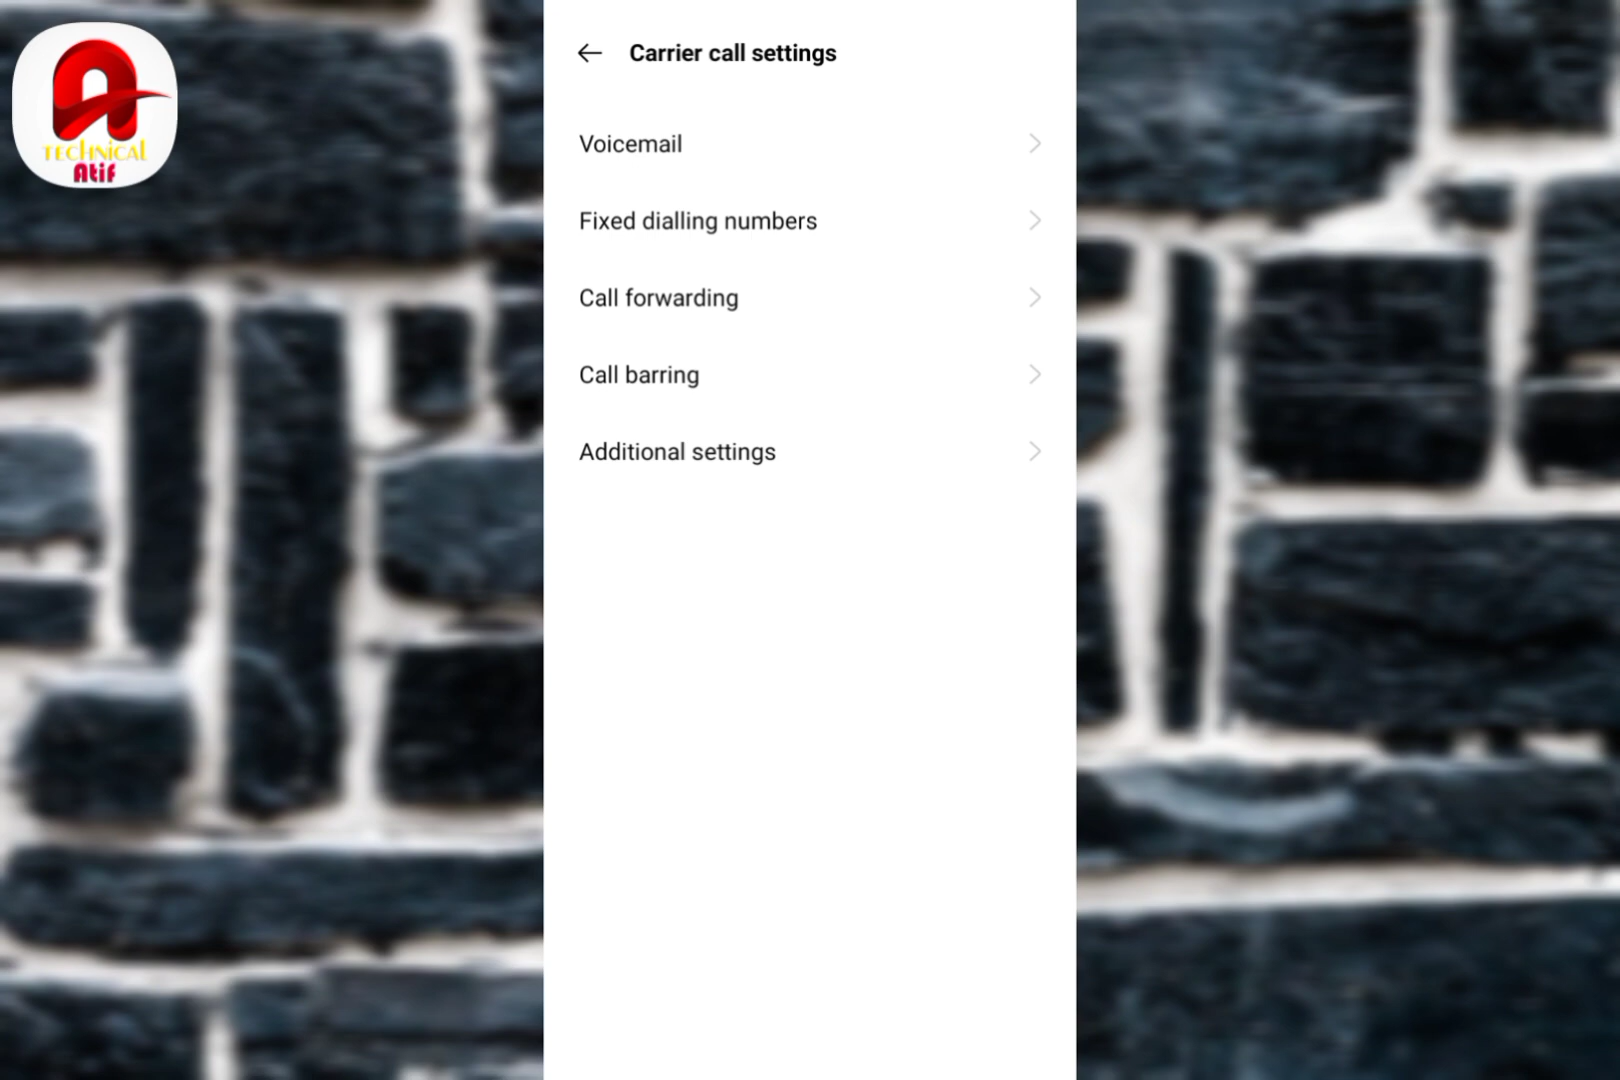 TECHNICAL
Atif
Carrier call settings
Voicemail
Fixed dialling numbers
Call forwarding
Call barring
Additional settings